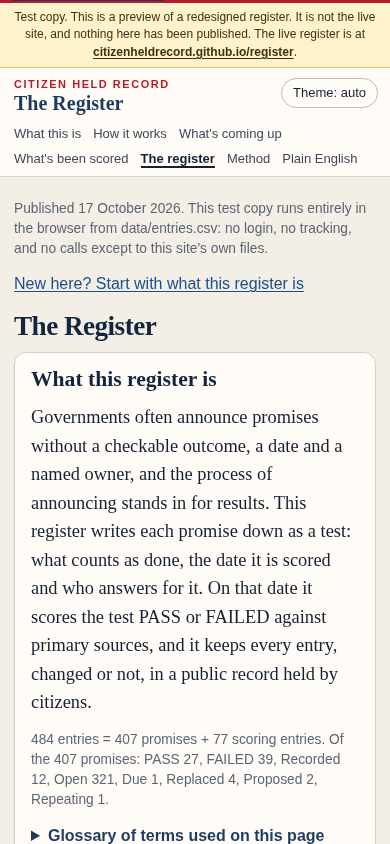 Test copy. This is a preview of a redesigned register. It is not the live
site, and nothing here has been published. The live register is at
citizenheldrecord.github.io/register.
CITIZEN HELD RECORD
The Register
Theme: auto
What this is How it works What's coming up
What's been scored The register Method Plain English
Published 17 October 2026. This test copy runs entirely in
the browser from data/entries.csv: no login, no tracking,
and no calls except to this site's own files.
New here? Start with what this register is
The Register
What this register is
Governments often announce promises
without a checkable outcome, a date and a
named owner, and the process of
announcing stands in for results. This
register writes each promise down as a test:
what counts as done, the date it is scored
and who answers for it. On that date it
scores the test PASS or FAILED against
primary sources, and it keeps every entry,
changed or not, in a public record held by
citizens.
484 entries = 407 promises + 77 scoring entries. Of
the 407 promises: PASS 27, FAILED 39, Recorded
12, Open 321, Due 1, Replaced 4, Proposed 2,
Repeating 1.
Glossary of terms used on this page